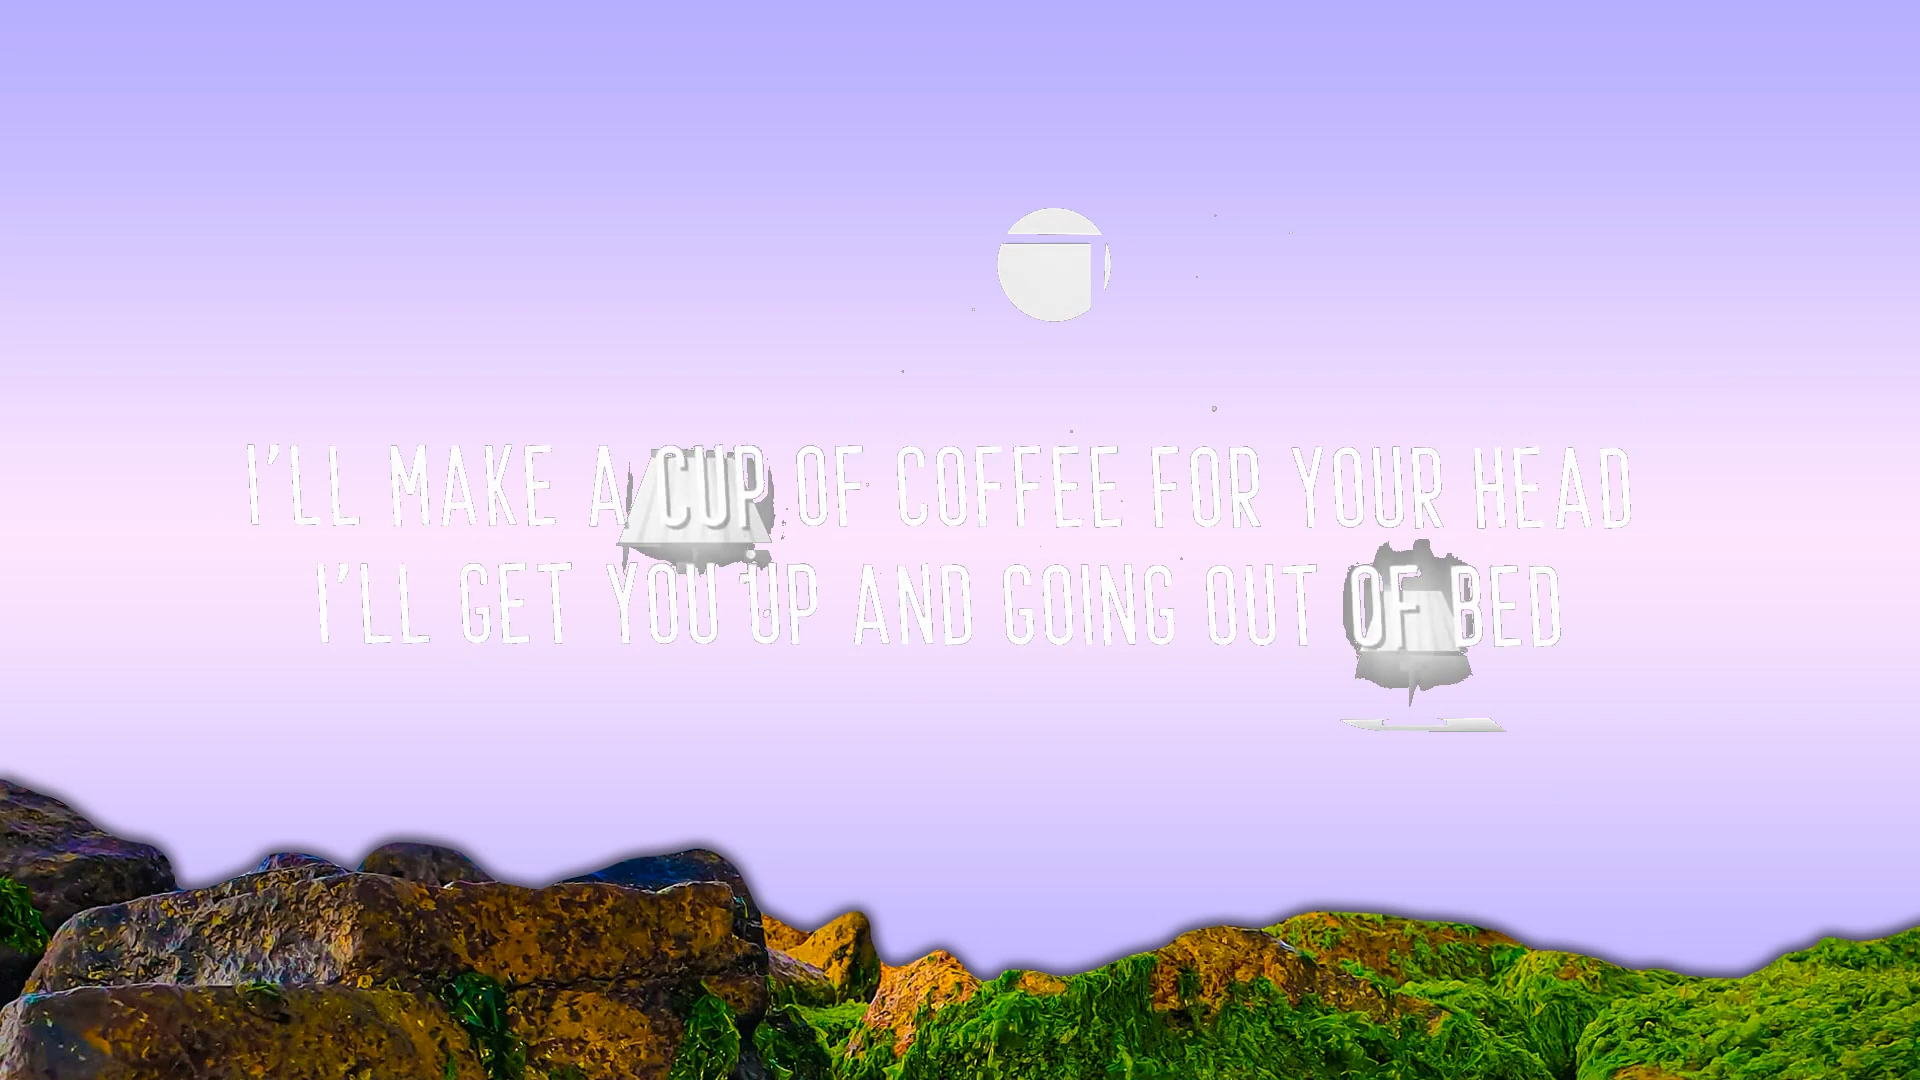 I'LL MAKE A CUP OF COFFEE FOR YOUR HEAD
I'LL GET YOU UP AND GOING OUT OF BED